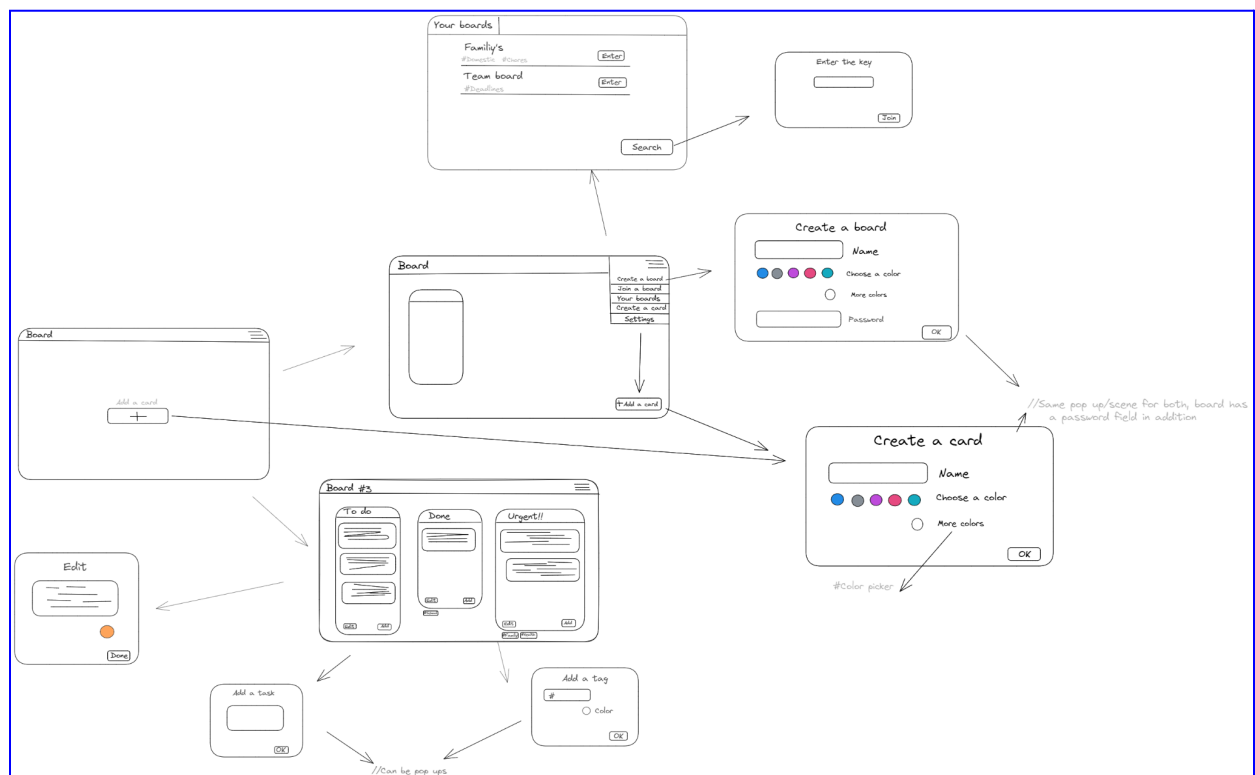 Your boards
Familiy's
#Domestic #Chores
Enter
Team board
#Deadlines
Enter
Search
Enter the key
Join
Board
Create a board
Join a board
Your boards
Create a card
Settings
+ Add a card
Create a board
Name
Choose a color
More colors
Password
OK
Board
Add a card
+
//Same pop up/scene for both, board has
a password field in addition
Create a card
Name
Choose a color
More colors
OK
#Color picker
Board #3
To do
Done
Urgent!!
Edit
Add
Edit
Add
Edit
Add
Edit
Done
Add a task
OK
Add a tag
#
Color
OK
//Can be pop ups